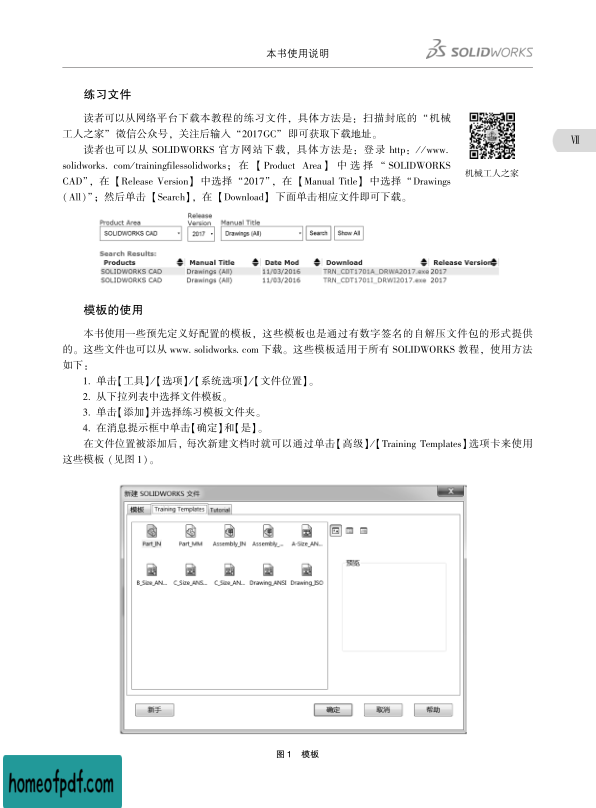 本书使用说明
SOLIDWORKS
练习文件
读者可以从网络平台下载本教程的练习文件，具体方法是：扫描封底的“机械
工人之家”微信公众号，关注后输入“2017GC”即可获取下载地址。
读者也可以从 SOLIDWORKS 官方网站下载，具体方法是：登录 http：//www.
solidworks. com/trainingfilessolidworks；在【Product Area】中选择“SOLIDWORKS
CAD”，在【Release Version】中选择“2017”，在【Manual Title】中选择“Drawings
(All)”；然后单击【Search】，在【Download】下面单击相应文件即可下载。
机械工人之家
Ⅶ
Product Area Release Version Manual Title
SOLIDWORKS CAD 2017 Drawings (All) Search Show All
Search Results:
Products Manual Title Date Mod Download Release Version
SOLIDWORKS CAD Drawings (All) 11/03/2016 TRN_CDT1701A_DRWA2017.exe 2017
SOLIDWORKS CAD Drawings (All) 11/03/2016 TRN_CDT1701I_DRWI2017.exe 2017
模板的使用
本书使用一些预先定义好配置的模板，这些模板也是通过有数字签名的自解压文件包的形式提供
的。这些文件也可以从 www. solidworks. com 下载。这些模板适用于所有 SOLIDWORKS 教程，使用方法
如下：
1. 单击【工具】/【选项】/【系统选项】/【文件位置】。
2. 从下拉列表中选择文件模板。
3. 单击【添加】并选择练习模板文件夹。
4. 在消息提示框中单击【确定】和【是】。
在文件位置被添加后，每次新建文档时就可以通过单击【高级】/【Training Templates】选项卡来使用
这些模板（见图 1）。
新建 SOLIDWORKS 文件
模板 Training Templates Tutorial
Part_IN Part_MM Assembly_IN Assembly_... A-Size_AN...
预览
B_Size_AN... C_Size_ANS... C_Size_AN... Drawing_ANSI Drawing_ISO
新手 确定 取消 帮助
图 1 模板
homeofpdf.com